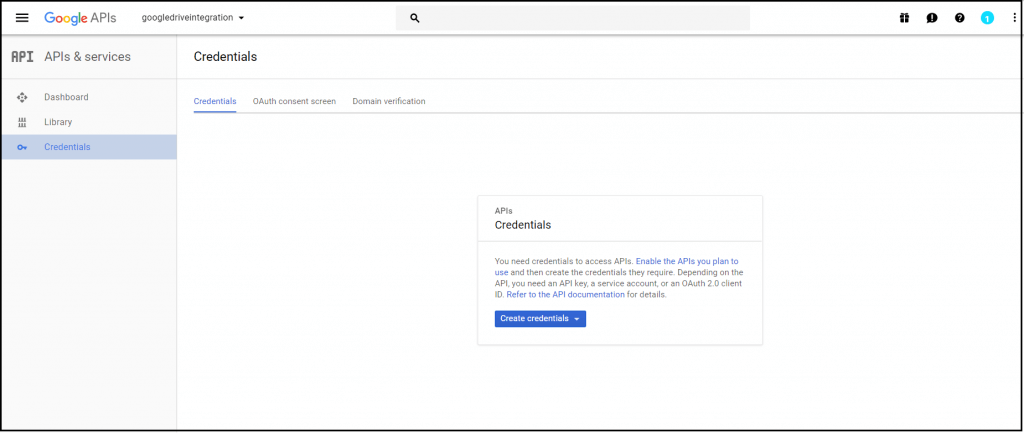 Google APIs
googledriveintegration
1
API APIs & services
Credentials
Dashboard
Library
Credentials
Credentials OAuth consent screen Domain verification
APIs
Credentials
You need credentials to access APIs. Enable the APIs you plan to
use and then create the credentials they require. Depending on the
API, you need an API key, a service account, or an OAuth 2.0 client
ID. Refer to the API documentation for details.
Create credentials